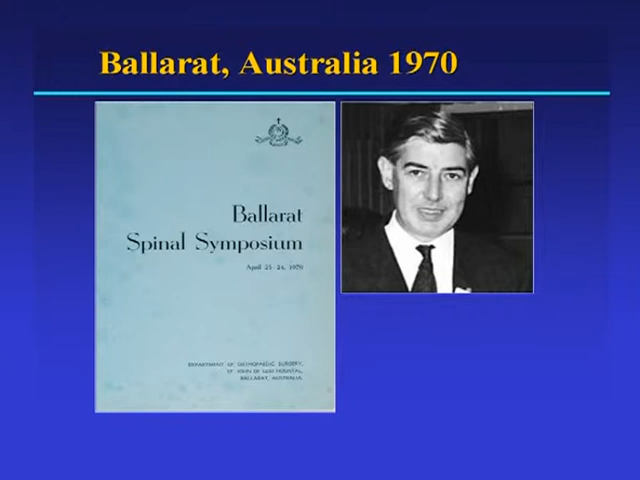 Ballarat, Australia 1970
Ballarat
Spinal Symposium
April 23-24, 1970
DEPARTMENT OF ORTHOPAEDIC SURGERY,
ST. JOHN OF GOD HOSPITAL,
BALLARAT, AUSTRALIA.